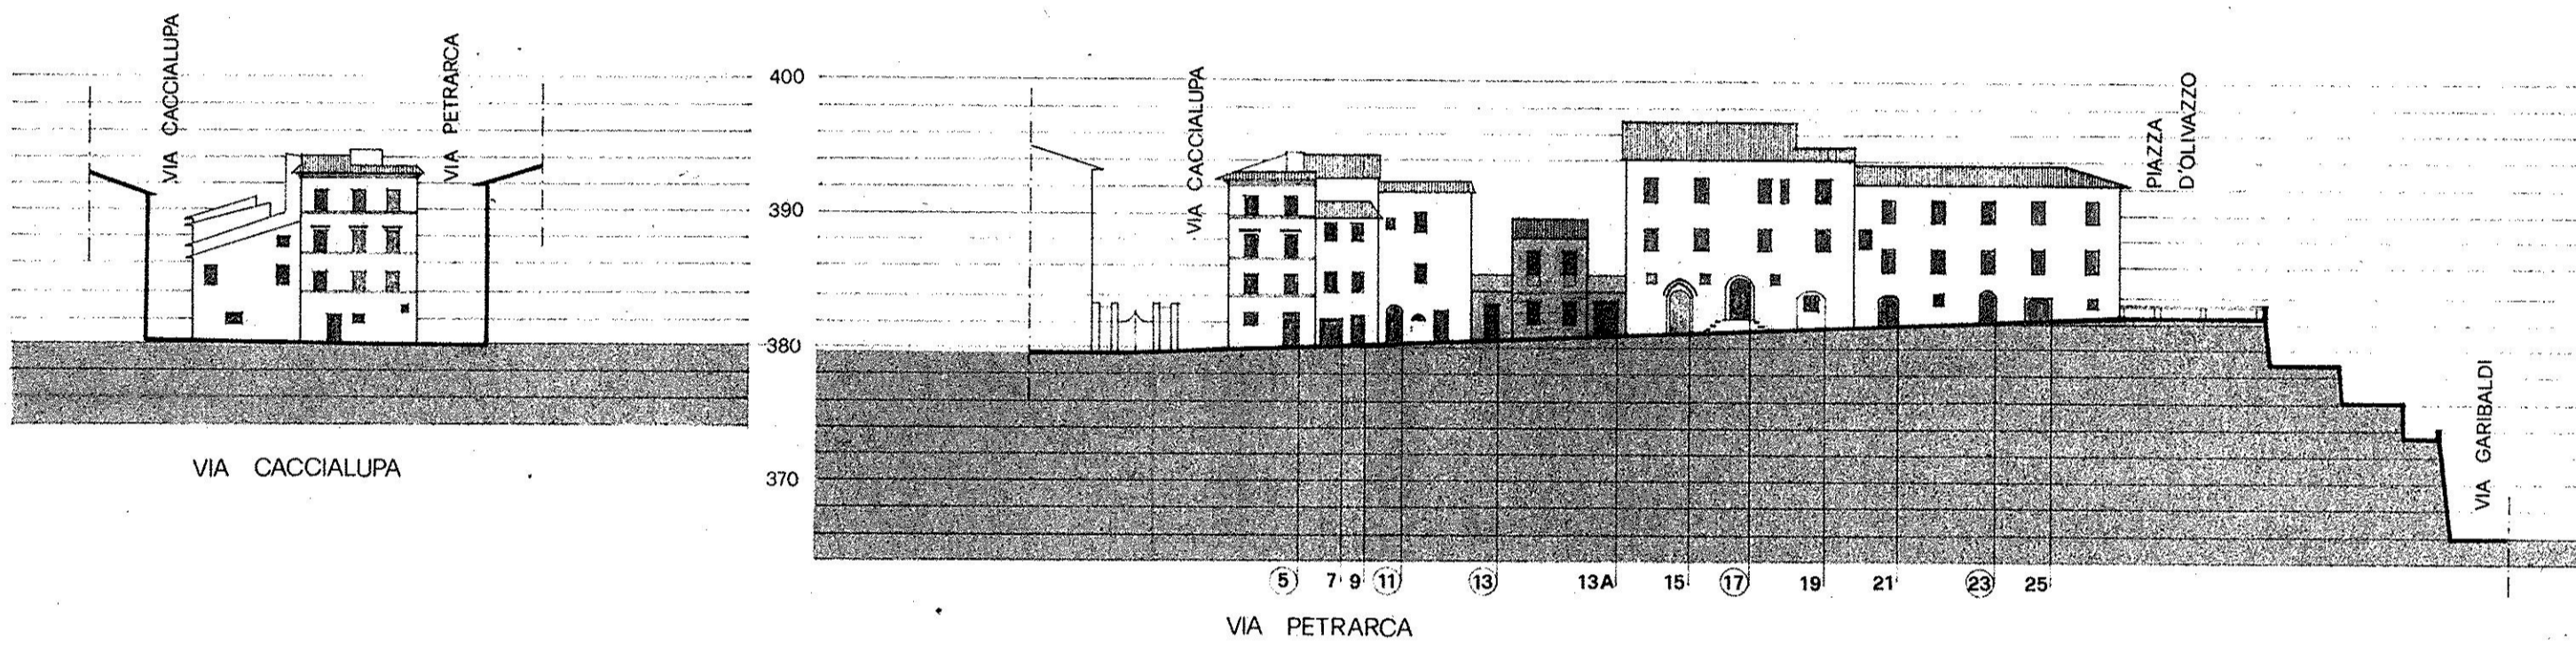 VIA CACCIALUPA
VIA PETRARCA
VIA CACCIALUPA
400
390
380
370
VIA CACCIALUPA
PIAZZA
D'OLIVAZZO
VIA GARIBALDI
5 7 9 11 13 13A 15 17 19 21 23 25
VIA PETRARCA